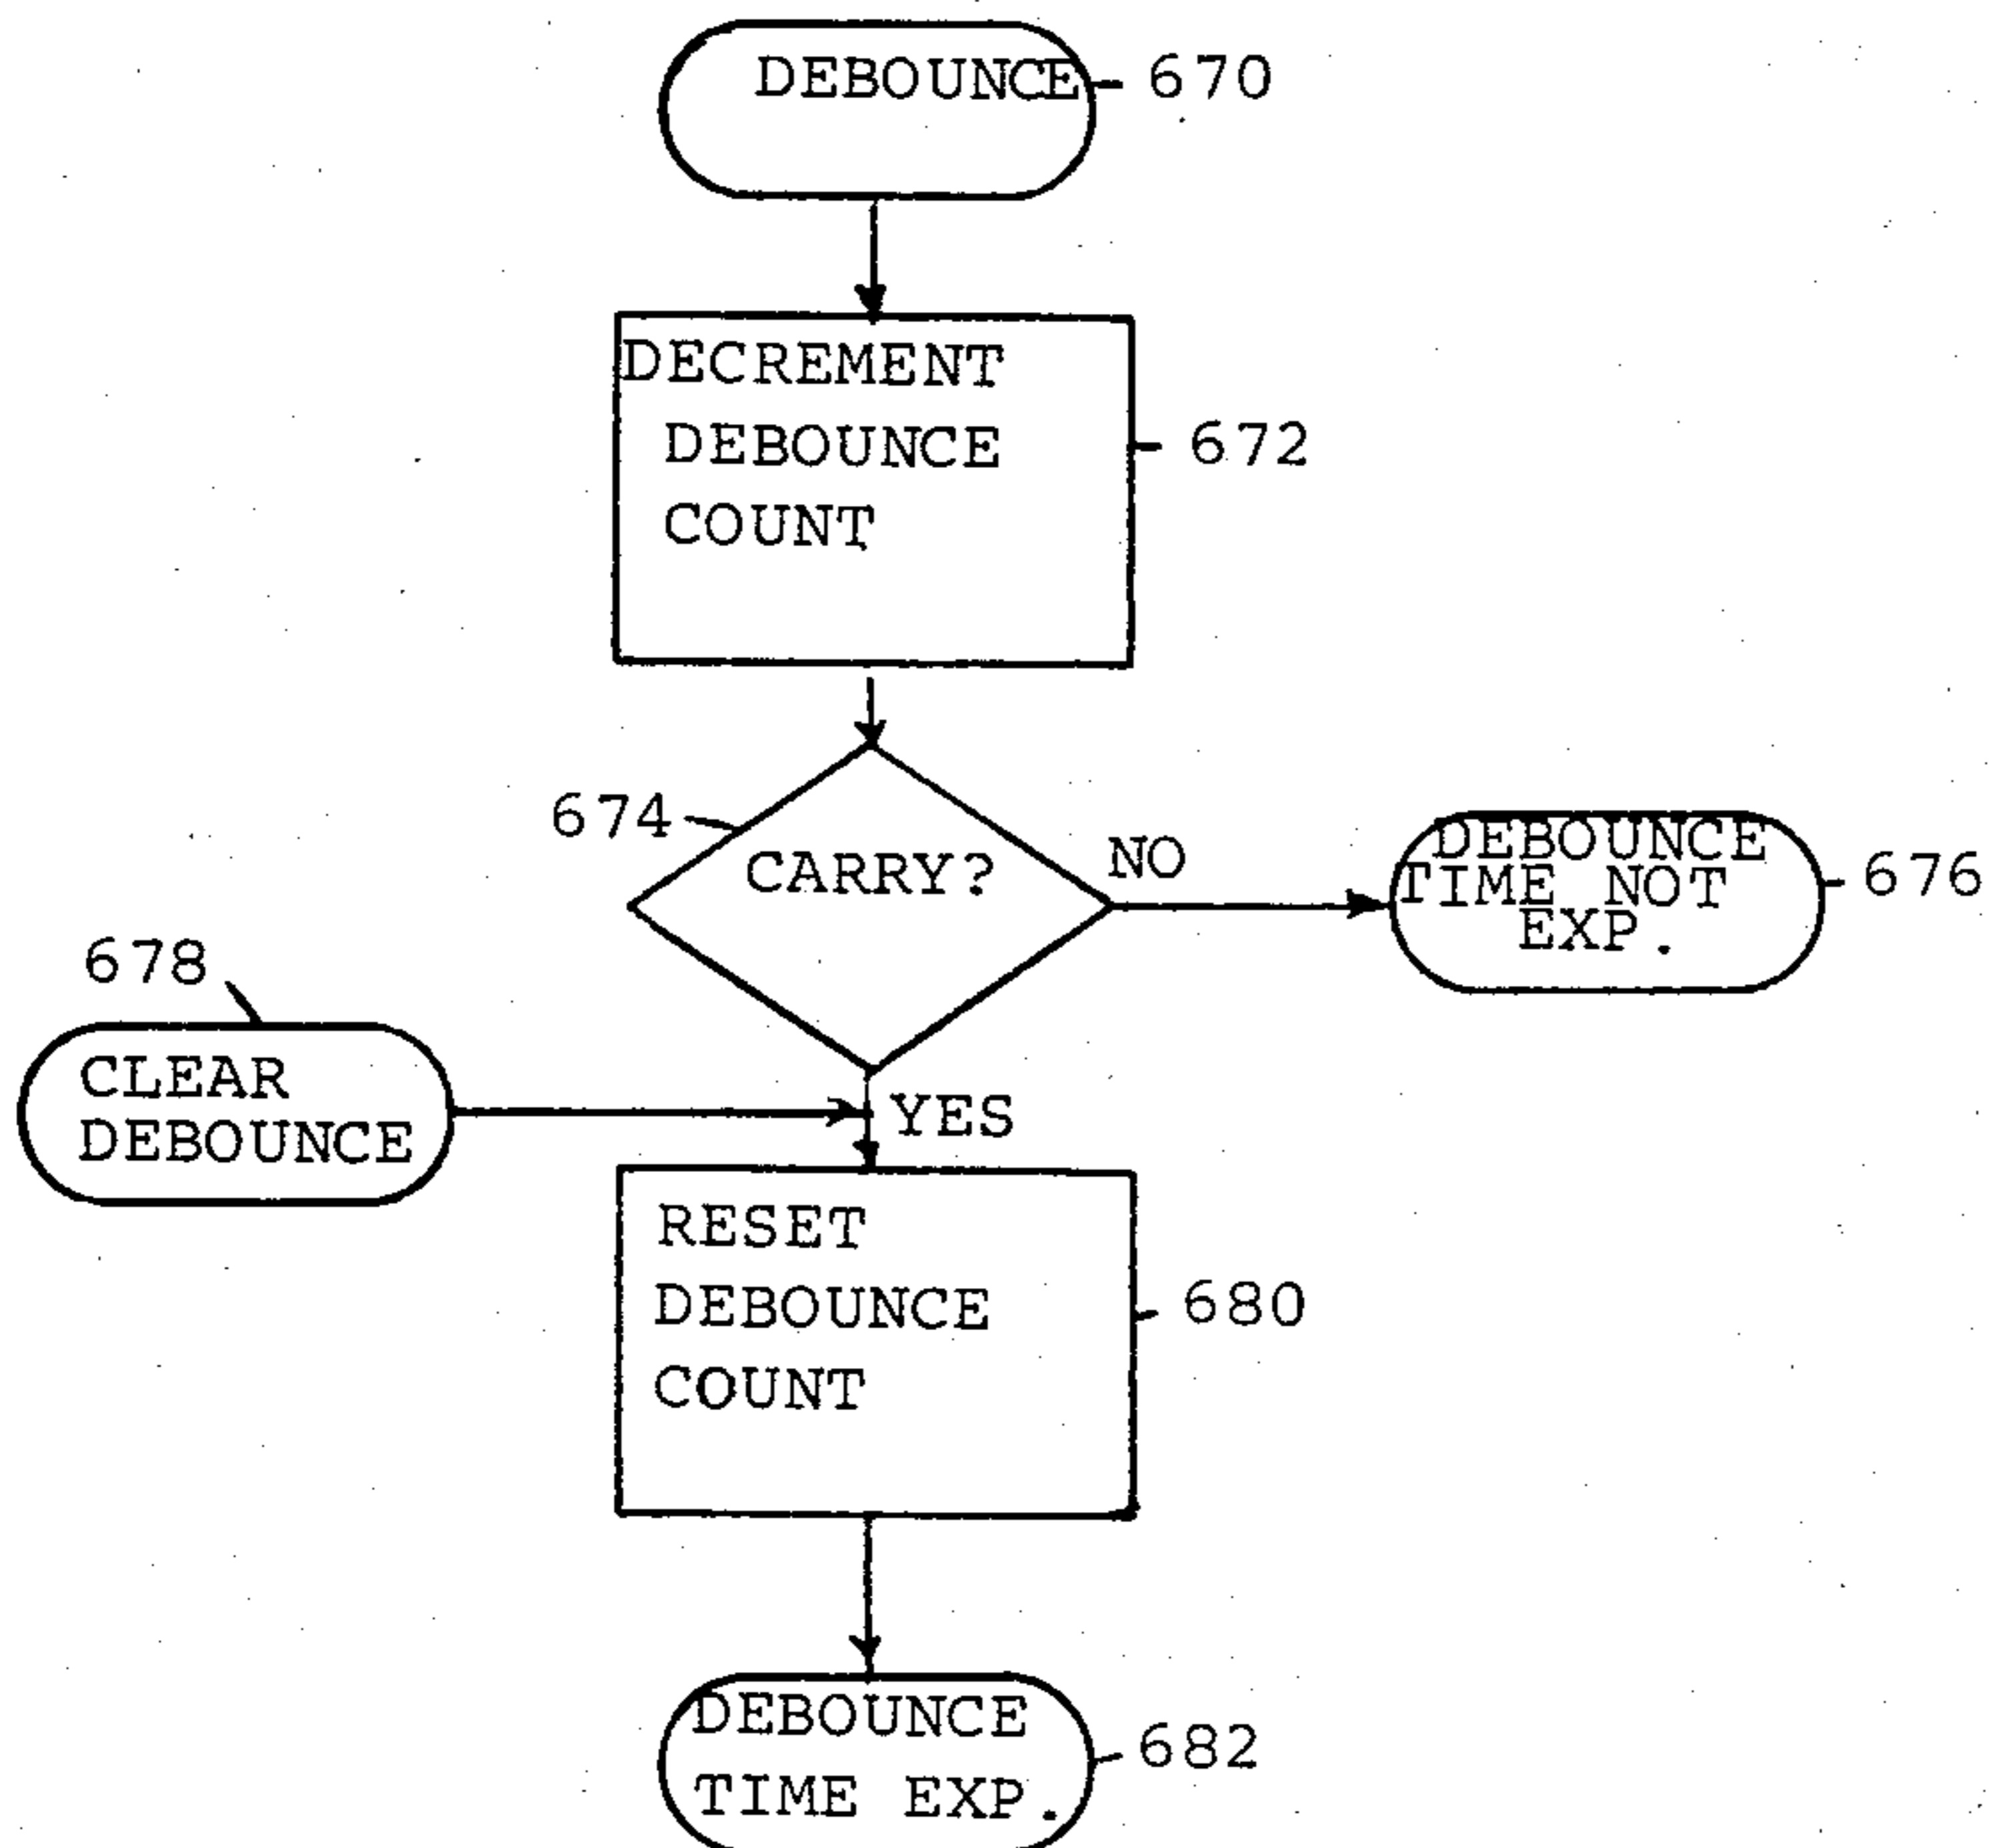 DEBOUNCE
670
DECREMENT
DEBOUNCE
COUNT
672
674
CARRY?
NO
DEBOUNCE
TIME NOT
EXP.
676
678
CLEAR
DEBOUNCE
YES
RESET
DEBOUNCE
COUNT
680
DEBOUNCE
TIME EXP.
682